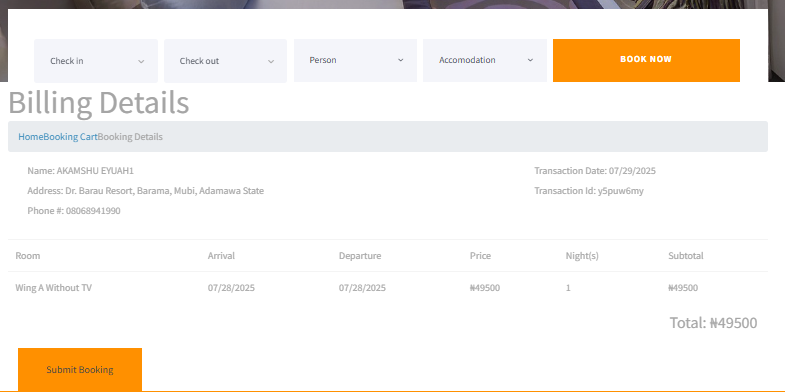 Check in Check out Person Accomodation BOOK NOW
Billing Details
HomeBooking CartBooking Details
Name: AKAMSHU EYUAH1 Transaction Date: 07/29/2025
Address: Dr. Barau Resort, Barama, Mubi, Adamawa State Transaction Id: y5puw6my
Phone #: 08068941990
Room Arrival Departure Price Night(s) Subtotal
Wing A Without TV 07/28/2025 07/28/2025 ₦49500 1 ₦49500
Total: ₦49500
Submit Booking